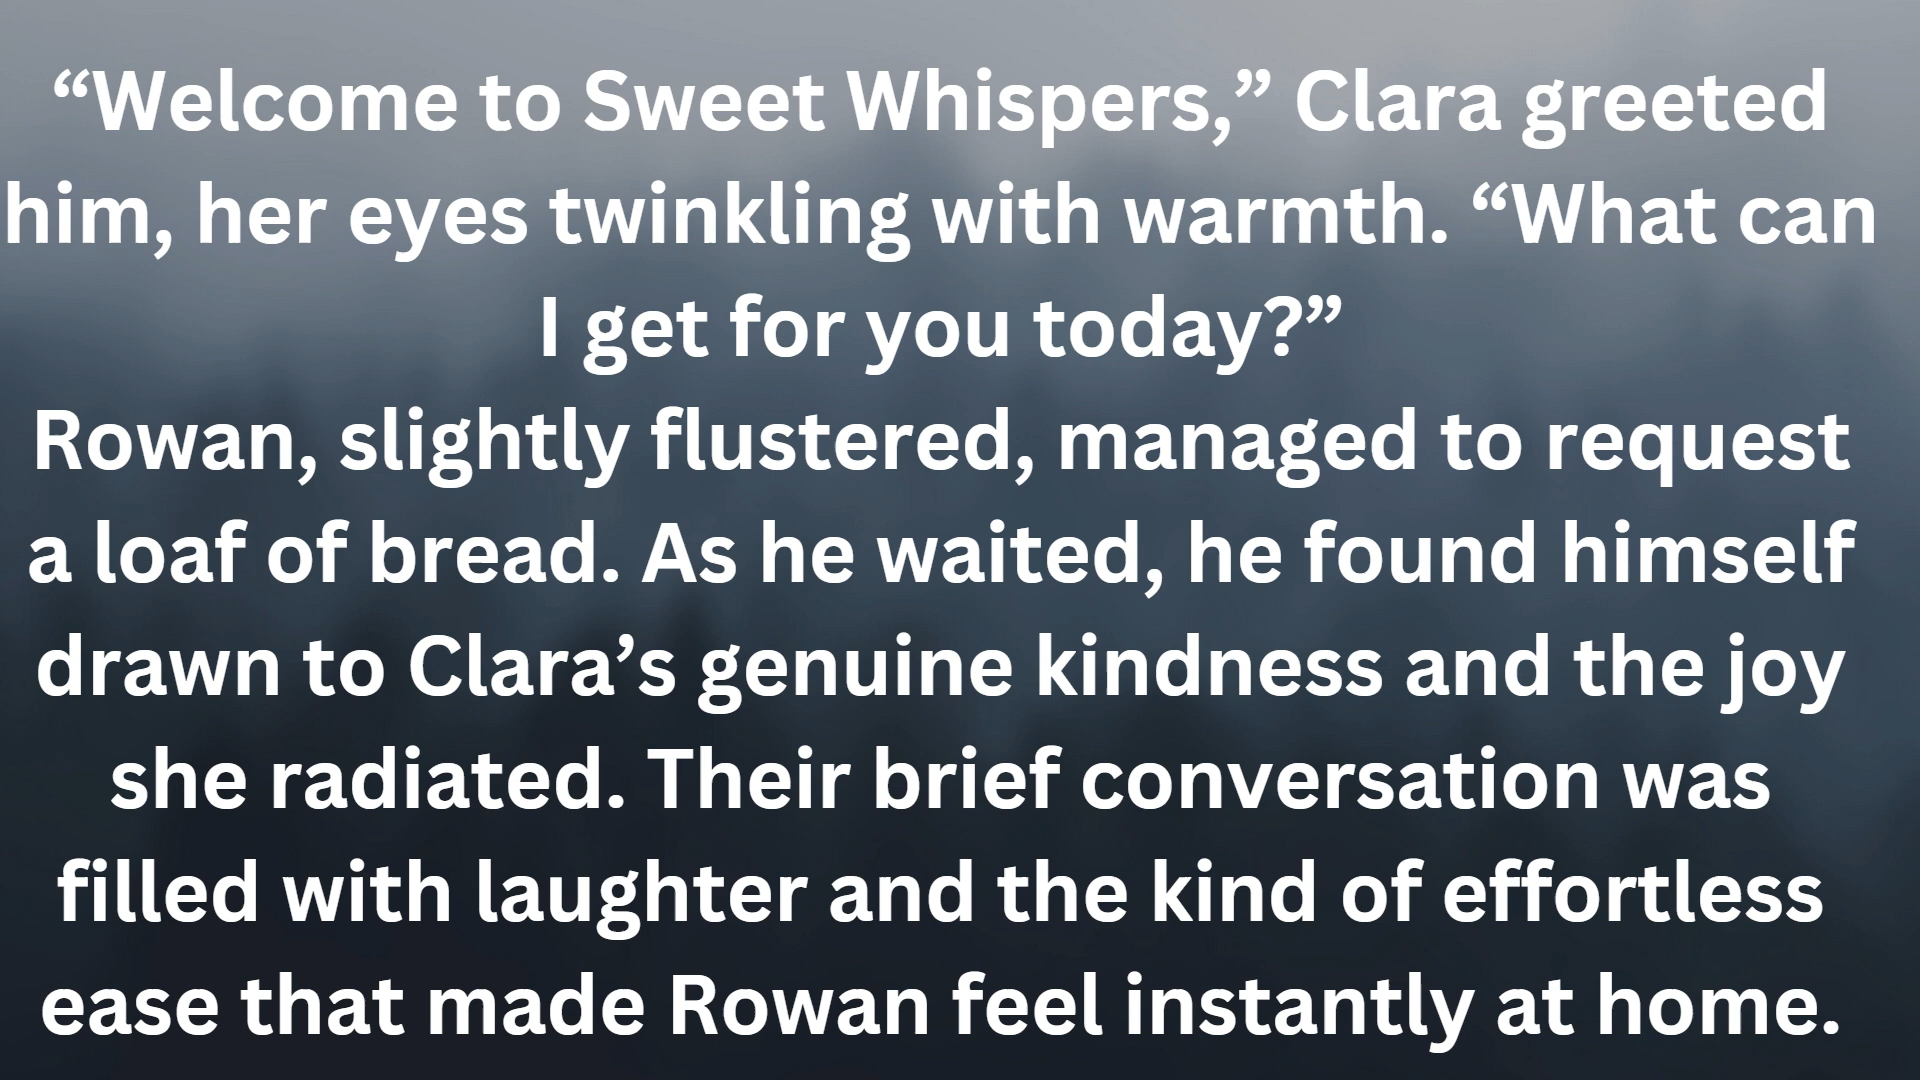 “Welcome to Sweet Whispers,” Clara greeted
him, her eyes twinkling with warmth. “What can
I get for you today?”
Rowan, slightly flustered, managed to request
a loaf of bread. As he waited, he found himself
drawn to Clara’s genuine kindness and the joy
she radiated. Their brief conversation was
filled with laughter and the kind of effortless
ease that made Rowan feel instantly at home.